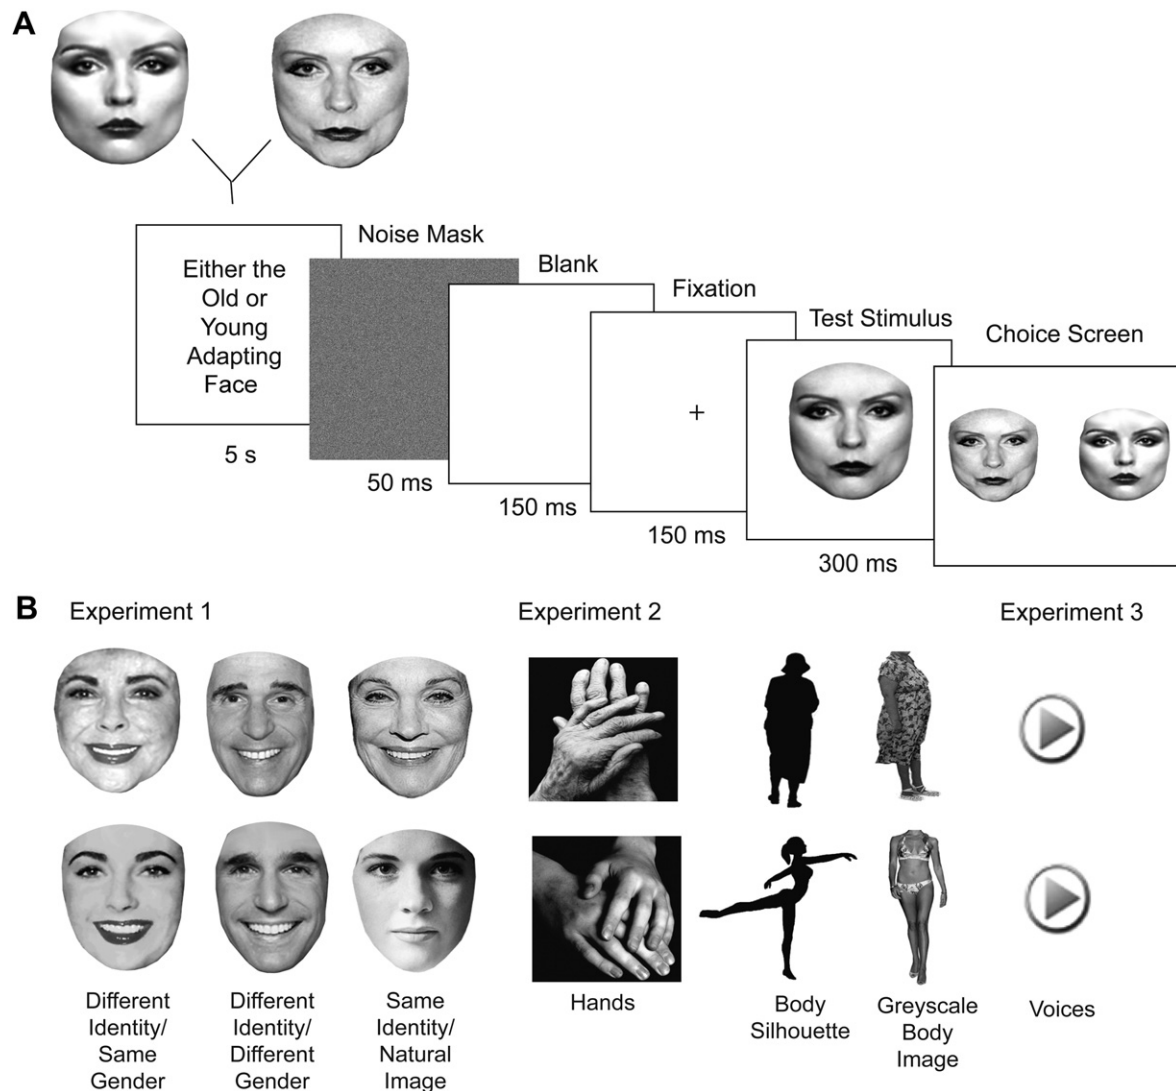 A
Either the
Old or
Young
Adapting
Face
5 s
Noise Mask
50 ms
Blank
150 ms
Fixation
+
150 ms
Test Stimulus
300 ms
Choice Screen
B
Experiment 1
Experiment 2
Experiment 3
Different
Identity/
Same
Gender
Different
Identity/
Different
Gender
Same
Identity/
Natural
Image
Hands
Body
Silhouette
Greyscale
Body
Image
Voices